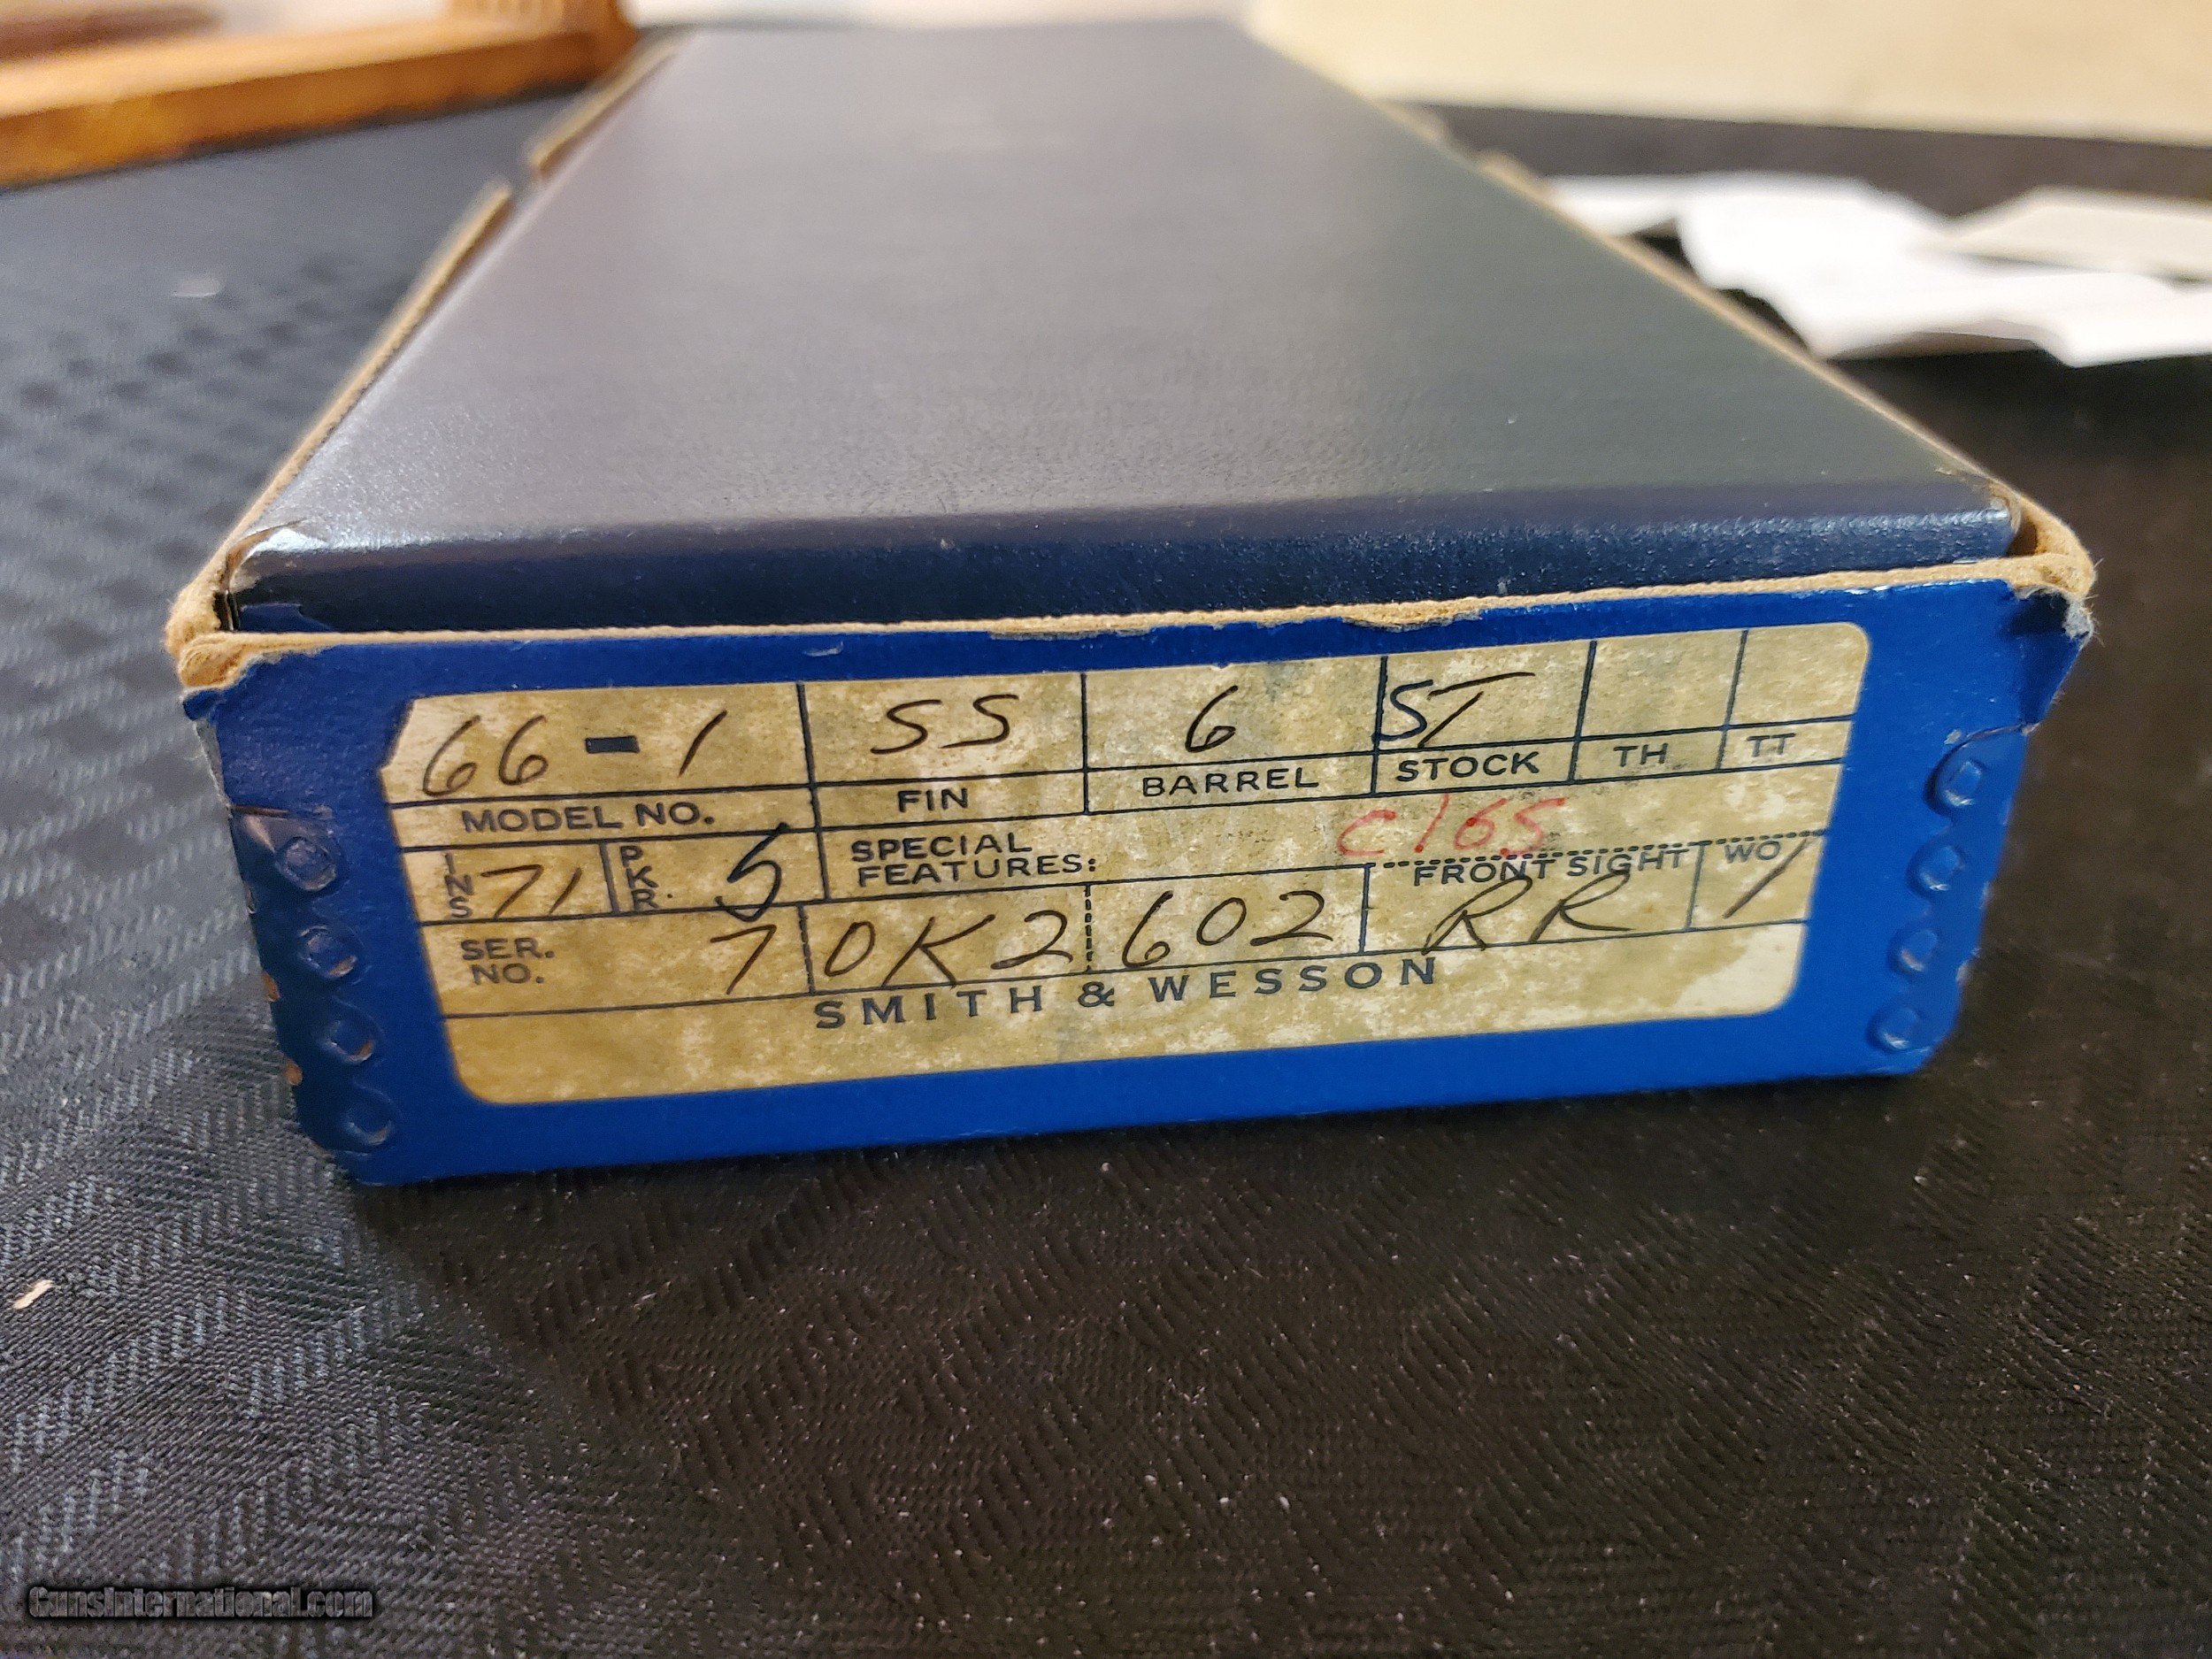 66-1 SS 6 ST
MODEL NO. FIN BARREL STOCK TH TT
C165
INS 71 PKR. 5 SPECIAL FEATURES: FRONT SIGHT WO
SER. NO. 70K2602 RR 1
SMITH & WESSON
GunsInternational.com